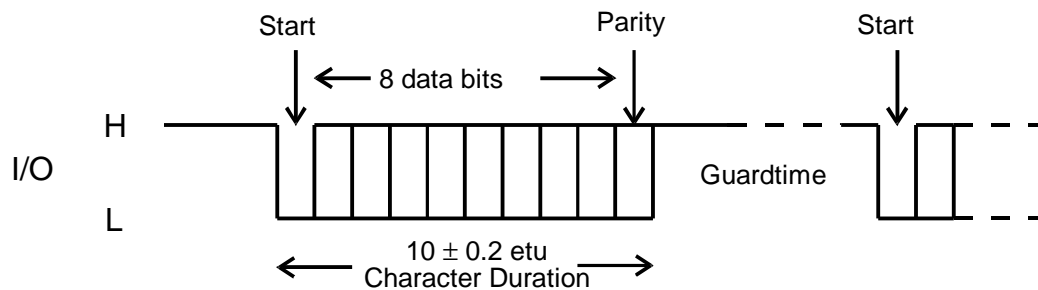 Start
Parity
Start
8 data bits
H
I/O
Guardtime
L
10 ± 0.2 etu
Character Duration